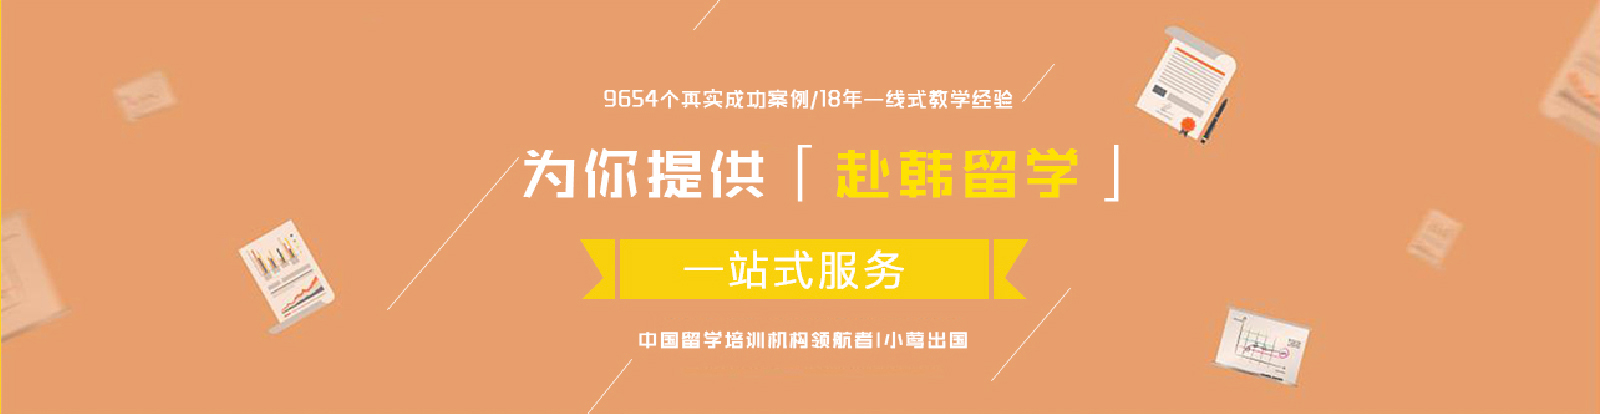 9654个真实成功案例/18年一线式教学经验
为你提供「赴韩留学」
一站式服务
中国留学培训机构领航者|小莺出国